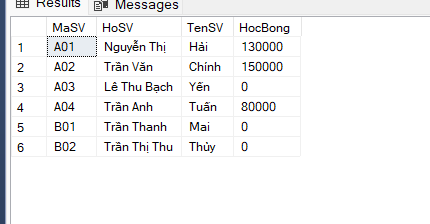 Results Messages
MaSV HoSV TenSV HocBong
1 A01 Nguyễn Thị Hải 130000
2 A02 Trần Văn Chính 150000
3 A03 Lê Thu Bạch Yến 0
4 A04 Trần Anh Tuấn 80000
5 B01 Trần Thanh Mai 0
6 B02 Trần Thị Thu Thủy 0